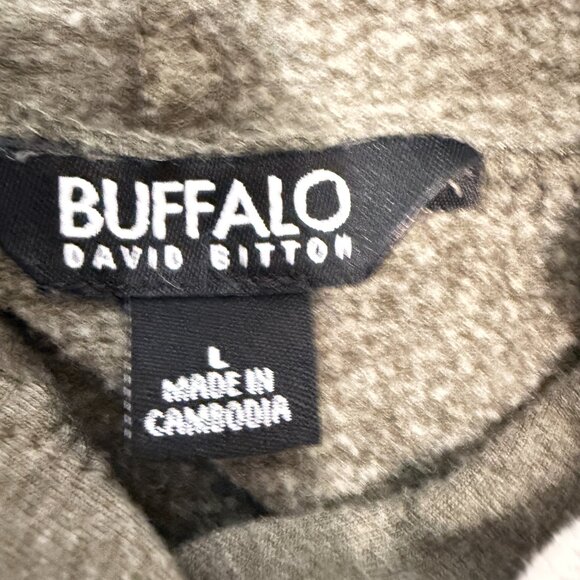 BUFFALO
DAVID BITTON
L
MADE IN
CAMBODIA